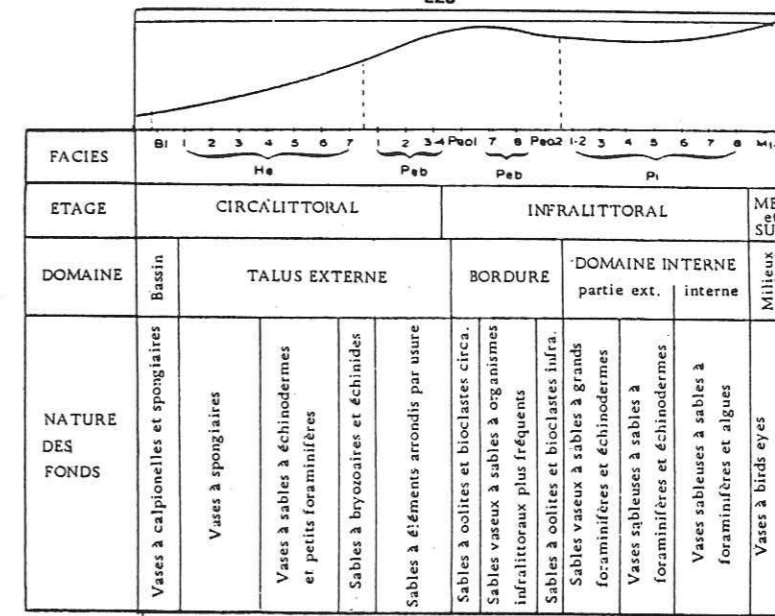 FACIES
BI 1 2 3 4 5 6 7 1 2 3-4 Peo1 7 8 Peo2 1-2 3 4 5 6 7 8
He Peb Peb Pi
ETAGE
CIRCALITTORAL
INFRALITTORAL
et
DOMAINE
Bassin
TALUS EXTERNE
BORDURE
DOMAINE INTERNE
partie ext.
interne
Milieux
NATURE
DES
FONDS
Vases à calpionelles et spongiaires
Vases à spongiaires
Vases à sables à échinodermes
et petits foraminifères
Sables à bryozoaires et échinides
Sables à éléments arrondis par usure
Sables à oolites et bioclastes circa.
Sables vaseux à sables à organismes
infralittoraux plus fréquents
Sables à oolites et bioclastes infra.
Sables vaseux à sables à grands
foraminifères et échinodermes
Vases sableuses à sables à
foraminifères et échinodermes
Vases sableuses à sables à
foraminifères et algues
Vases à birds eyes